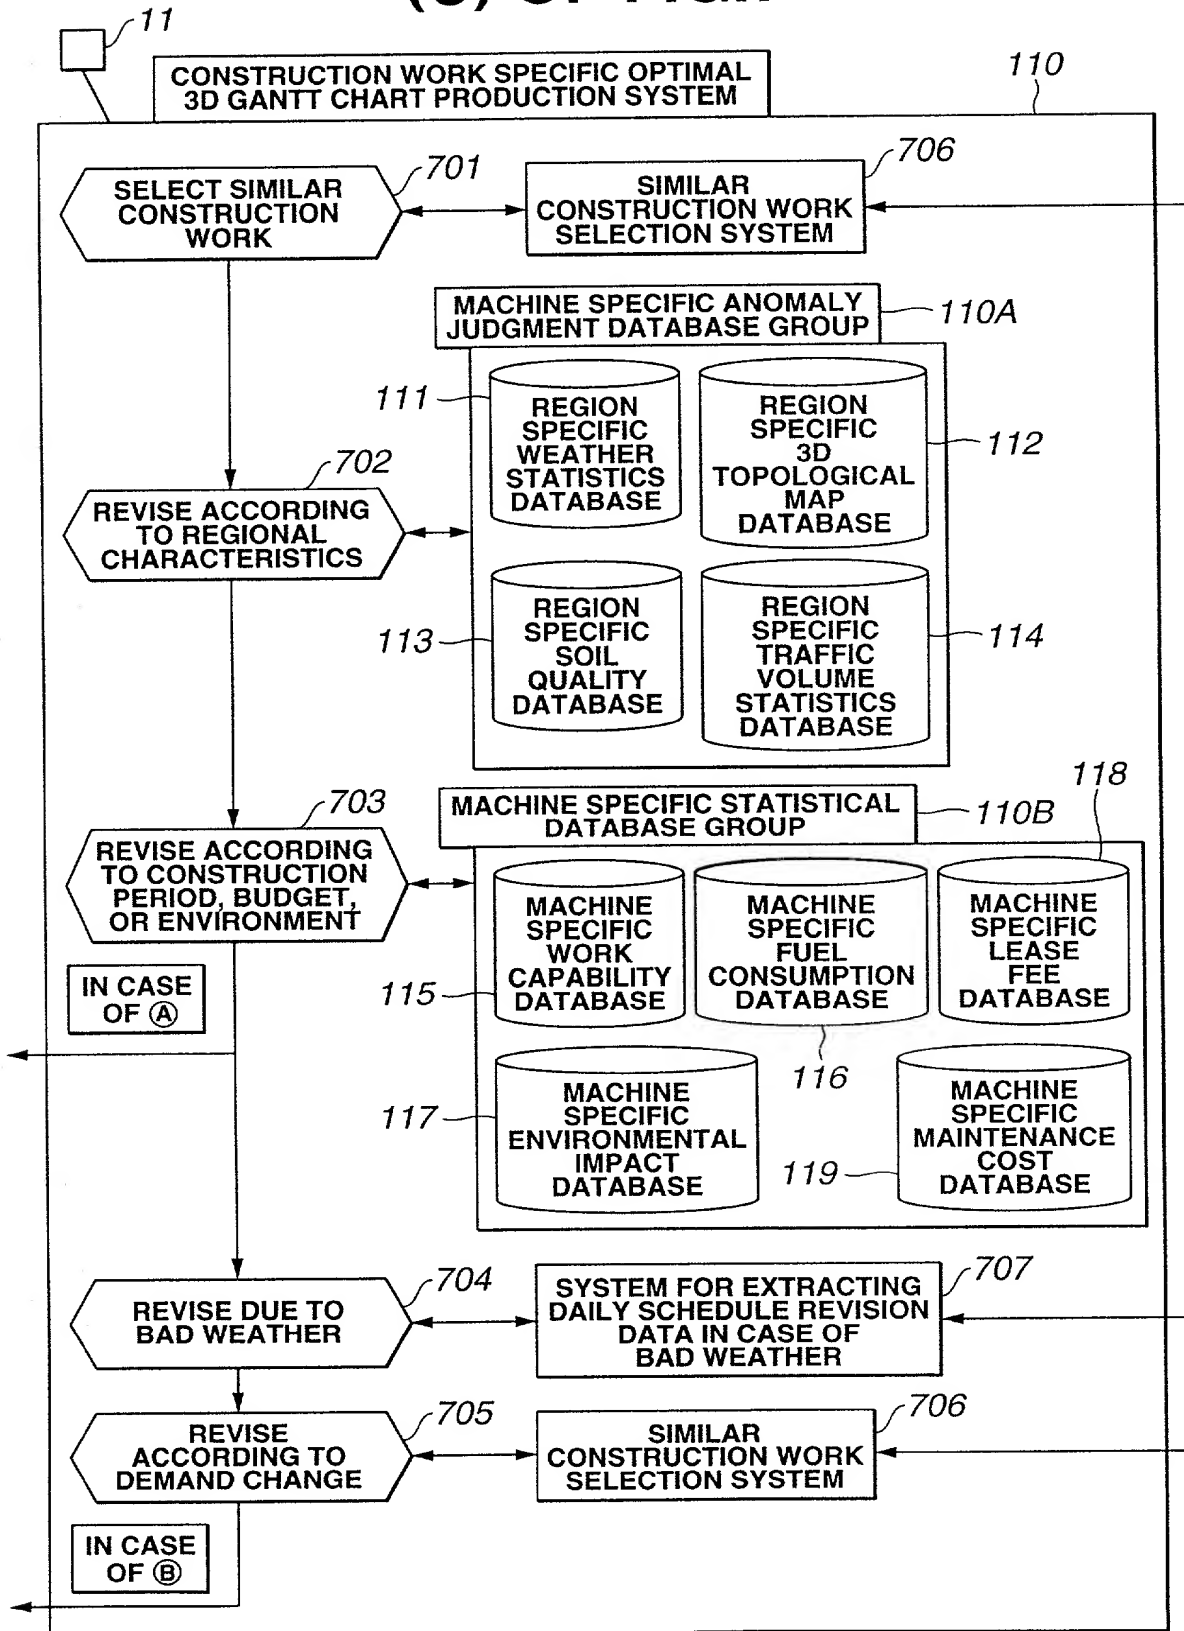 11
CONSTRUCTION WORK SPECIFIC OPTIMAL
3D GANTT CHART PRODUCTION SYSTEM
110
SELECT SIMILAR
CONSTRUCTION
WORK
701
SIMILAR
CONSTRUCTION WORK
SELECTION SYSTEM
706
MACHINE SPECIFIC ANOMALY
JUDGMENT DATABASE GROUP
110A
111
REGION
SPECIFIC
WEATHER
STATISTICS
DATABASE
REGION
SPECIFIC
3D
TOPOLOGICAL
MAP
DATABASE
112
702
REVISE ACCORDING
TO REGIONAL
CHARACTERISTICS
113
REGION
SPECIFIC
SOIL
QUALITY
DATABASE
REGION
SPECIFIC
TRAFFIC
VOLUME
STATISTICS
DATABASE
114
703
REVISE ACCORDING
TO CONSTRUCTION
PERIOD, BUDGET,
OR ENVIRONMENT
MACHINE SPECIFIC STATISTICAL
DATABASE GROUP
110B
118
MACHINE
SPECIFIC
WORK
CAPABILITY
DATABASE
115
MACHINE
SPECIFIC
FUEL
CONSUMPTION
DATABASE
116
MACHINE
SPECIFIC
LEASE
FEE
DATABASE
IN CASE
OF Ⓐ
117
MACHINE
SPECIFIC
ENVIRONMENTAL
IMPACT
DATABASE
119
MACHINE
SPECIFIC
MAINTENANCE
COST
DATABASE
REVISE DUE TO
BAD WEATHER
704
SYSTEM FOR EXTRACTING
DAILY SCHEDULE REVISION
DATA IN CASE OF
BAD WEATHER
707
REVISE
ACCORDING TO
DEMAND CHANGE
705
SIMILAR
CONSTRUCTION WORK
SELECTION SYSTEM
706
IN CASE
OF Ⓑ